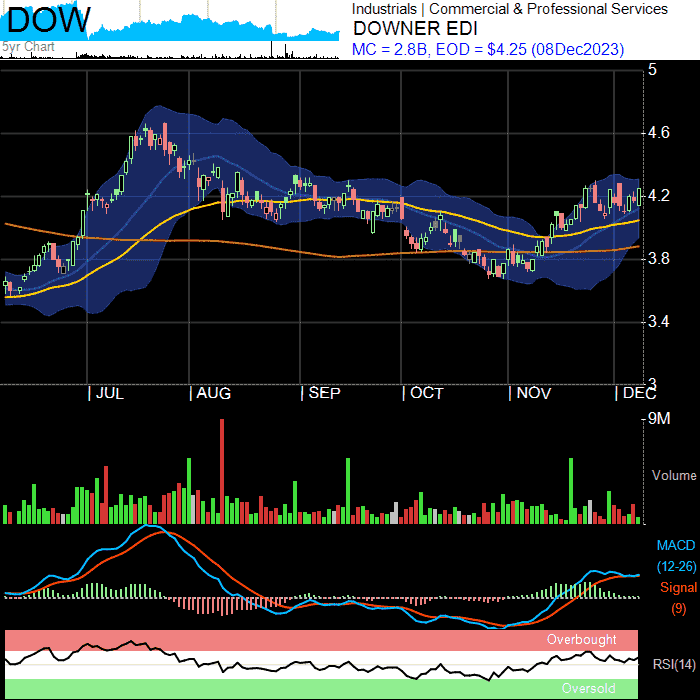 DOW
5yr Chart
Industrials | Commercial & Professional Services
DOWNER EDI
MC = 2.8B, EOD = $4.25 (08Dec2023)
5
4.6
4.2
3.8
3.4
3
JUL AUG SEP OCT NOV DEC
9M
Volume
MACD
(12-26)
Signal
(9)
Overbought
RSI(14)
Oversold